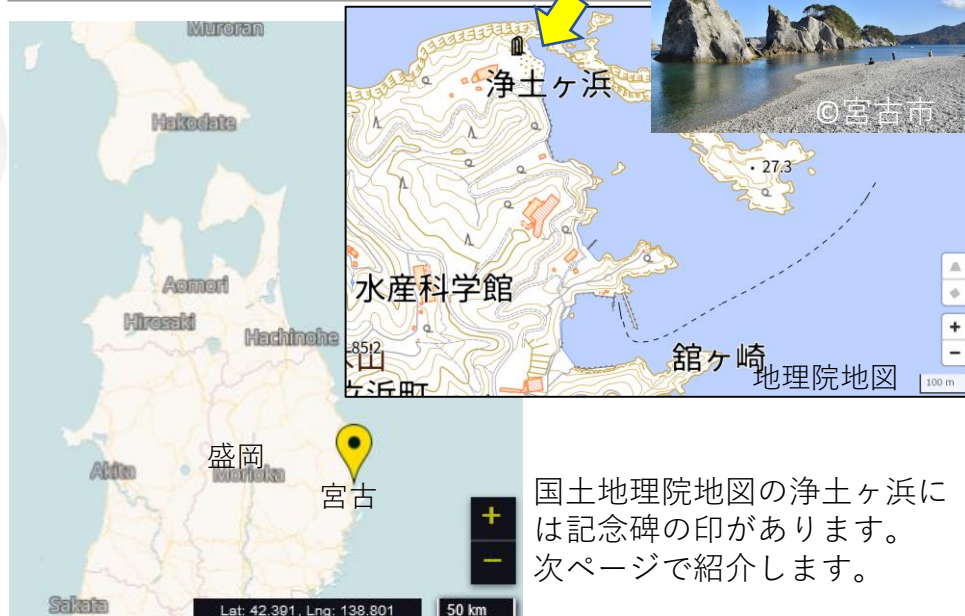 Muroran
Hakodate
Aomori
Hirosaki
Hachinohe
盛岡
Akita
Morioka
宮古
Sakata
Lat: 42.391, Lng: 138.801
+
−
50 km
浄土ヶ浜
©宮古市
27.3
水産科学館
85.2
山
舘ヶ崎
地理院地図
+
−
100 m
国土地理院地図の浄土ヶ浜に
は記念碑の印があります。
次ページで紹介します。